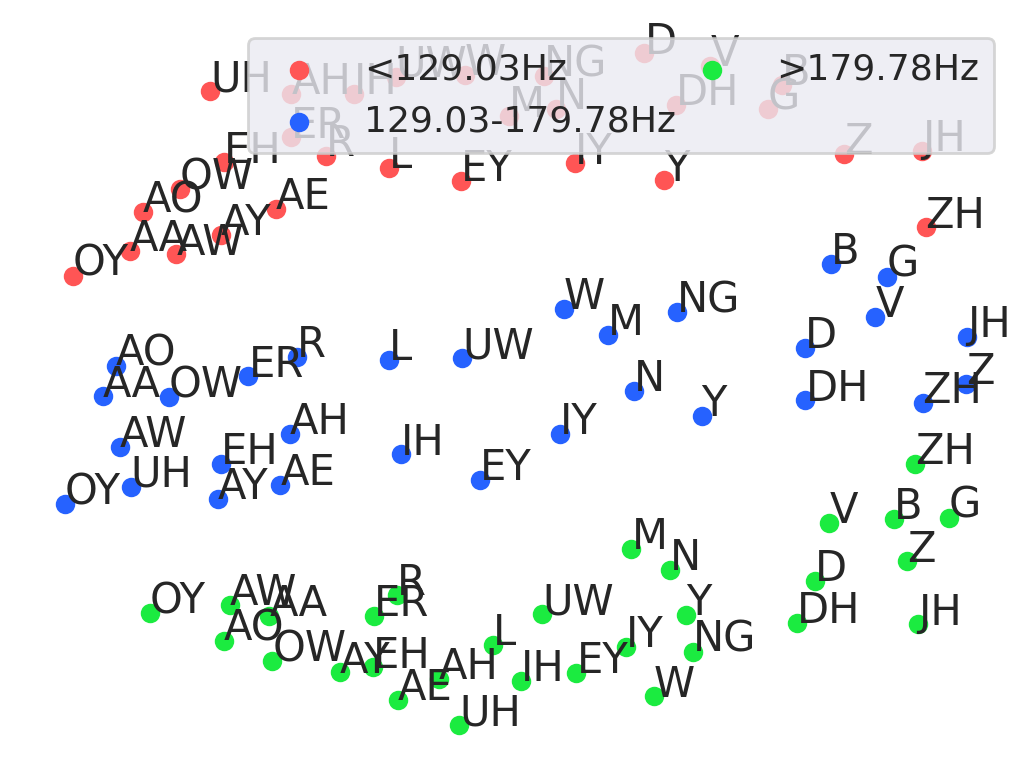 D
V
UWW NG
UH AHIH <129.03Hz >179.78Hz B
DH G
M N
ER 129.03-179.78Hz
R Z JH
EH L EY IY Y
OW
AO AE
AY ZH
OY AA AW
B G
W M NG V
D JH
AO ER R L UW
AA OW N Y DH ZH Z
AW AH IH IY
EH
OY UH AY AE EY ZH
V B G
M N D Z
OY AW AA ER R UW Y DH JH
AO OW L IY NG
AY EH AH IH EY
AE UH W